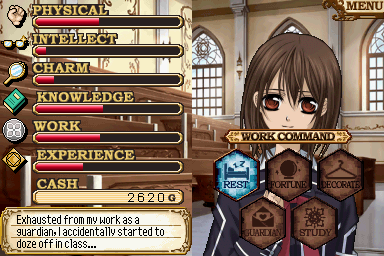 PHYSICAL
INTELLECT
CHARM
KNOWLEDGE
WORK
EXPERIENCE
CASH
2620G
Exhausted from my work as a
guardian, I accidentally started to
doze off in class...
MENU
WORK COMMAND
REST
FORTUNE
DECORATE
GUARDIAN
STUDY